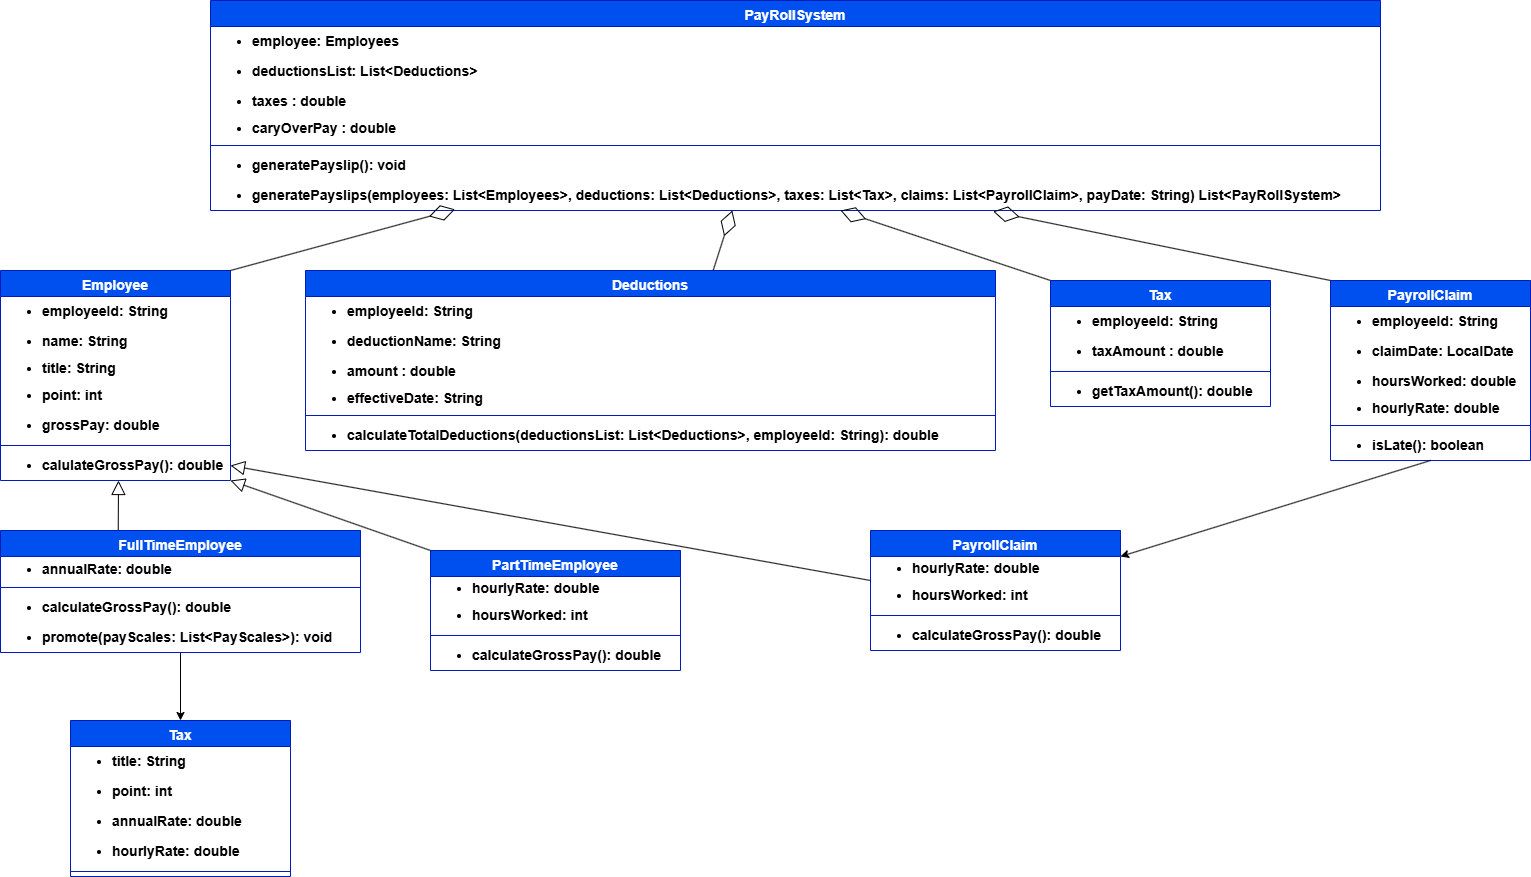 PayRollSystem
employee: Employees
deductionsList: List<Deductions>
taxes : double
caryOverPay : double
generatePayslip(): void
generatePayslips(employees: List<Employees>, deductions: List<Deductions>, taxes: List<Tax>, claims: List<PayrollClaim>, payDate: String) List<PayRollSystem>
Employee
employeeId: String
name: String
title: String
point: int
grossPay: double
calulateGrossPay(): double
Deductions
employeeId: String
deductionName: String
amount : double
effectiveDate: String
calculateTotalDeductions(deductionsList: List<Deductions>, employeeId: String): double
Tax
employeeId: String
taxAmount : double
getTaxAmount(): double
PayrollClaim
employeeId: String
claimDate: LocalDate
hoursWorked: double
hourlyRate: double
isLate(): boolean
FullTimeEmployee
annualRate: double
calculateGrossPay(): double
promote(payScales: List<PayScales>): void
PartTimeEmployee
hourlyRate: double
hoursWorked: int
calculateGrossPay(): double
PayrollClaim
hourlyRate: double
hoursWorked: int
calculateGrossPay(): double
Tax
title: String
point: int
annualRate: double
hourlyRate: double